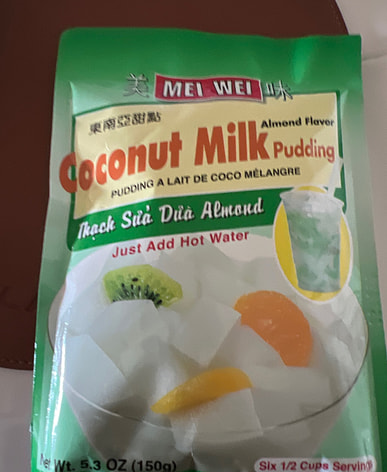 美 MEI WEI 味
東南亞甜點
Almond Flavor
Coconut Milk Pudding
PUDDING A LAIT DE COCO MÉLANGRE
Thạch Sửa Dừa Almond
Just Add Hot Water
Net Wt. 5.3 OZ (150g)
Six 1/2 Cups Serving